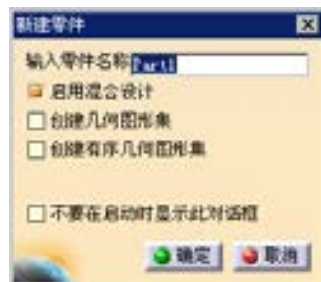 新建零件
输入零件名称 Part1
启用混合设计
创建几何图形集
创建有序几何图形集
不要在启动时显示此对话框
确定 取消